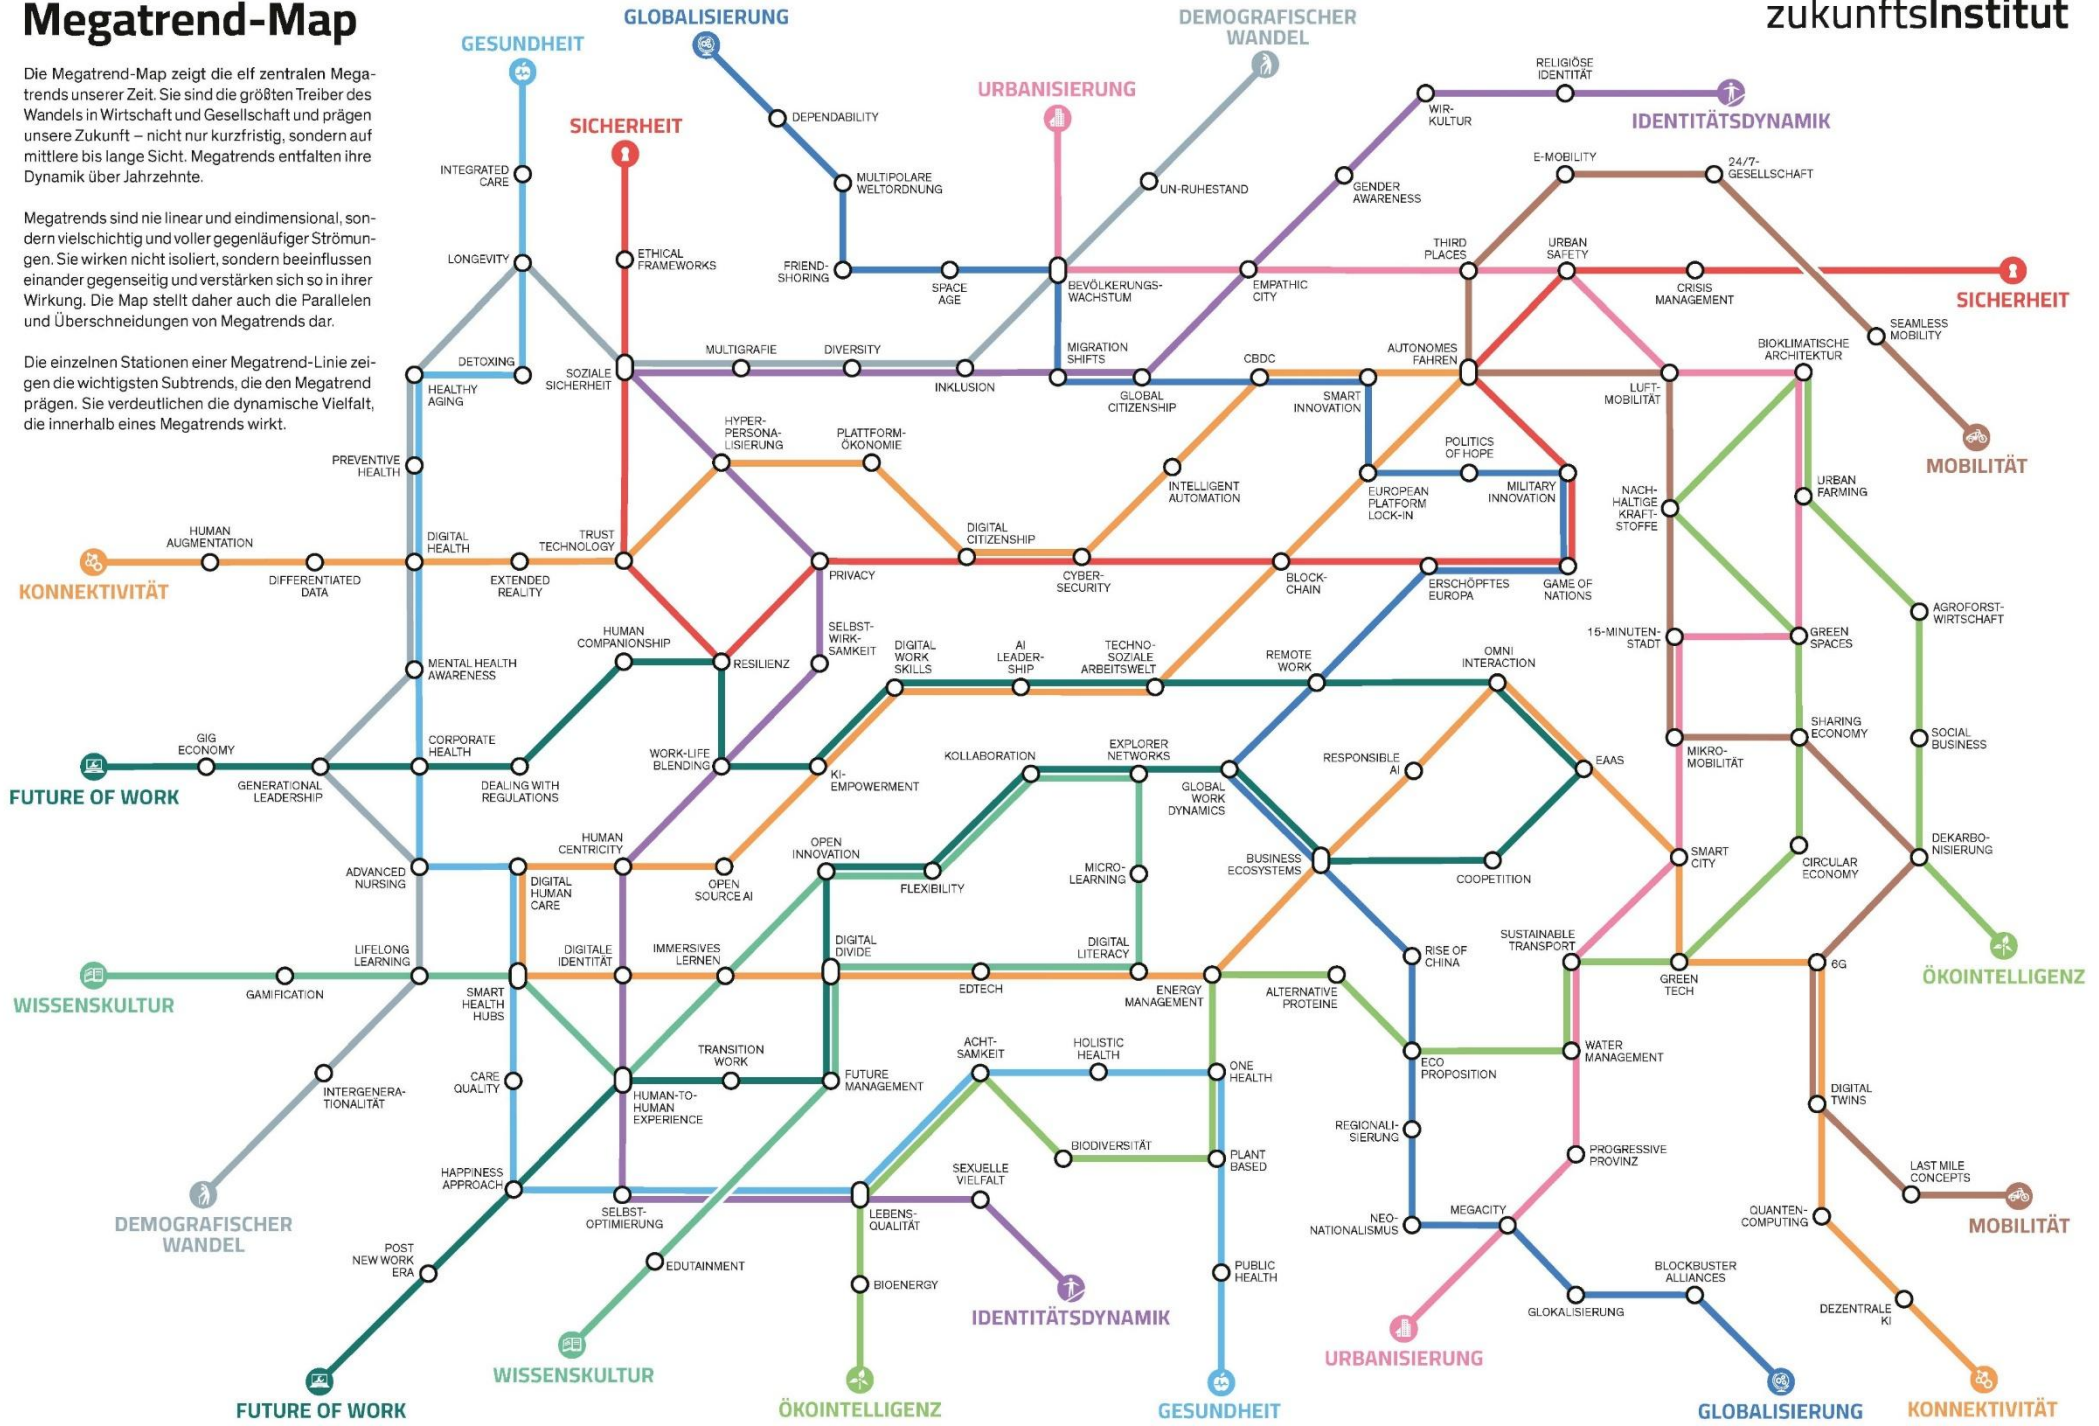 Megatrend-Map
zukunftsInstitut
Die Megatrend-Map zeigt die elf zentralen Mega-
trends unserer Zeit. Sie sind die größten Treiber des
Wandels in Wirtschaft und Gesellschaft und prägen
unsere Zukunft – nicht nur kurzfristig, sondern auf
mittlere bis lange Sicht. Megatrends entfalten ihre
Dynamik über Jahrzehnte.
Megatrends sind nie linear und eindimensional, son-
dern vielschichtig und voller gegenläufiger Strömun-
gen. Sie wirken nicht isoliert, sondern beeinflussen
einander gegenseitig und verstärken sich so in ihrer
Wirkung. Die Map stellt daher auch die Parallelen
und Überschneidungen von Megatrends dar.
Die einzelnen Stationen einer Megatrend-Linie zei-
gen die wichtigsten Subtrends, die den Megatrend
prägen. Sie verdeutlichen die dynamische Vielfalt,
die innerhalb eines Megatrends wirkt.
GESUNDHEIT
GLOBALISIERUNG
DEMOGRAFISCHER
WANDEL
URBANISIERUNG
SICHERHEIT
RELIGIÖSE
IDENTITÄT
WIR-
KULTUR
IDENTITÄTSDYNAMIK
DEPENDABILITY
INTEGRATED
CARE
MULTIPOLARE
WELTORDNUNG
UN-RUHESTAND
GENDER
AWARENESS
E-MOBILITY
24/7-
GESELLSCHAFT
LONGEVITY
ETHICAL
FRAMEWORKS
FRIEND-
SHORING
SPACE
AGE
BEVÖLKERUNGS-
WACHSTUM
EMPATHIC
CITY
THIRD
PLACES
URBAN
SAFETY
CRISIS
MANAGEMENT
SICHERHEIT
DETOXING
HEALTHY
AGING
SOZIALE
SICHERHEIT
MULTIGRAFIE
DIVERSITY
INKLUSION
MIGRATION
SHIFTS
GLOBAL
CITIZENSHIP
CBDC
SMART
INNOVATION
AUTONOMES
FAHREN
LUFT-
MOBILITÄT
BIOKLIMATISCHE
ARCHITEKTUR
SEAMLESS
MOBILITY
MOBILITÄT
PREVENTIVE
HEALTH
HYPER-
PERSONA-
LISIERUNG
PLATTFORM-
ÖKONOMIE
INTELLIGENT
AUTOMATION
EUROPEAN
PLATFORM
LOCK-IN
POLITICS
OF HOPE
MILITARY
INNOVATION
NACH-
HALTIGE
KRAFT-
STOFFE
URBAN
FARMING
KONNEKTIVITÄT
HUMAN
AUGMENTATION
DIFFERENTIATED
DATA
DIGITAL
HEALTH
EXTENDED
REALITY
TRUST
TECHNOLOGY
PRIVACY
DIGITAL
CITIZENSHIP
CYBER-
SECURITY
BLOCK-
CHAIN
ERSCHÖPFTES
EUROPA
GAME OF
NATIONS
AGROFORST-
WIRTSCHAFT
MENTAL HEALTH
AWARENESS
HUMAN
COMPANIONSHIP
RESILIENZ
SELBST-
WIRK-
SAMKEIT
DIGITAL
WORK
SKILLS
AI
LEADER-
SHIP
TECHNO-
SOZIALE
ARBEITSWELT
REMOTE
WORK
OMNI
INTERACTION
15-MINUTEN-
STADT
GREEN
SPACES
FUTURE OF WORK
GIG
ECONOMY
GENERATIONAL
LEADERSHIP
CORPORATE
HEALTH
DEALING WITH
REGULATIONS
WORK-LIFE
BLENDING
KI-
EMPOWERMENT
KOLLABORATION
EXPLORER
NETWORKS
GLOBAL
WORK
DYNAMICS
RESPONSIBLE
AI
EAAS
MIKRO-
MOBILITÄT
SHARING
ECONOMY
SOCIAL
BUSINESS
ADVANCED
NURSING
DIGITAL
HUMAN
CARE
HUMAN
CENTRICITY
OPEN
SOURCE AI
OPEN
INNOVATION
FLEXIBILITY
MICRO-
LEARNING
BUSINESS
ECOSYSTEMS
COOPETITION
SMART
CITY
CIRCULAR
ECONOMY
DEKARBO-
NISIERUNG
WISSENSKULTUR
GAMIFICATION
LIFELONG
LEARNING
SMART
HEALTH
HUBS
DIGITALE
IDENTITÄT
IMMERSIVES
LERNEN
DIGITAL
DIVIDE
EDTECH
DIGITAL
LITERACY
ENERGY
MANAGEMENT
ALTERNATIVE
PROTEINE
RISE OF
CHINA
SUSTAINABLE
TRANSPORT
GREEN
TECH
6G
ÖKOINTELLIGENZ
INTERGENERA-
TIONALITÄT
CARE
QUALITY
HUMAN-TO-
HUMAN
EXPERIENCE
TRANSITION
WORK
FUTURE
MANAGEMENT
ACHT-
SAMKEIT
HOLISTIC
HEALTH
ONE
HEALTH
ECO
PROPOSITION
WATER
MANAGEMENT
DIGITAL
TWINS
DEMOGRAFISCHER
WANDEL
HAPPINESS
APPROACH
SELBST-
OPTIMIERUNG
LEBENS-
QUALITÄT
SEXUELLE
VIELFALT
BIODIVERSITÄT
PLANT
BASED
REGIONALI-
SIERUNG
PROGRESSIVE
PROVINZ
LAST MILE
CONCEPTS
MOBILITÄT
POST
NEW WORK
ERA
EDUTAINMENT
BIOENERGY
IDENTITÄTSDYNAMIK
PUBLIC
HEALTH
NEO-
NATIONALISMUS
MEGACITY
QUANTEN-
COMPUTING
GLOKALISIERUNG
BLOCKBUSTER
ALLIANCES
DEZENTRALE
KI
FUTURE OF WORK
WISSENSKULTUR
ÖKOINTELLIGENZ
GESUNDHEIT
URBANISIERUNG
GLOBALISIERUNG
KONNEKTIVITÄT